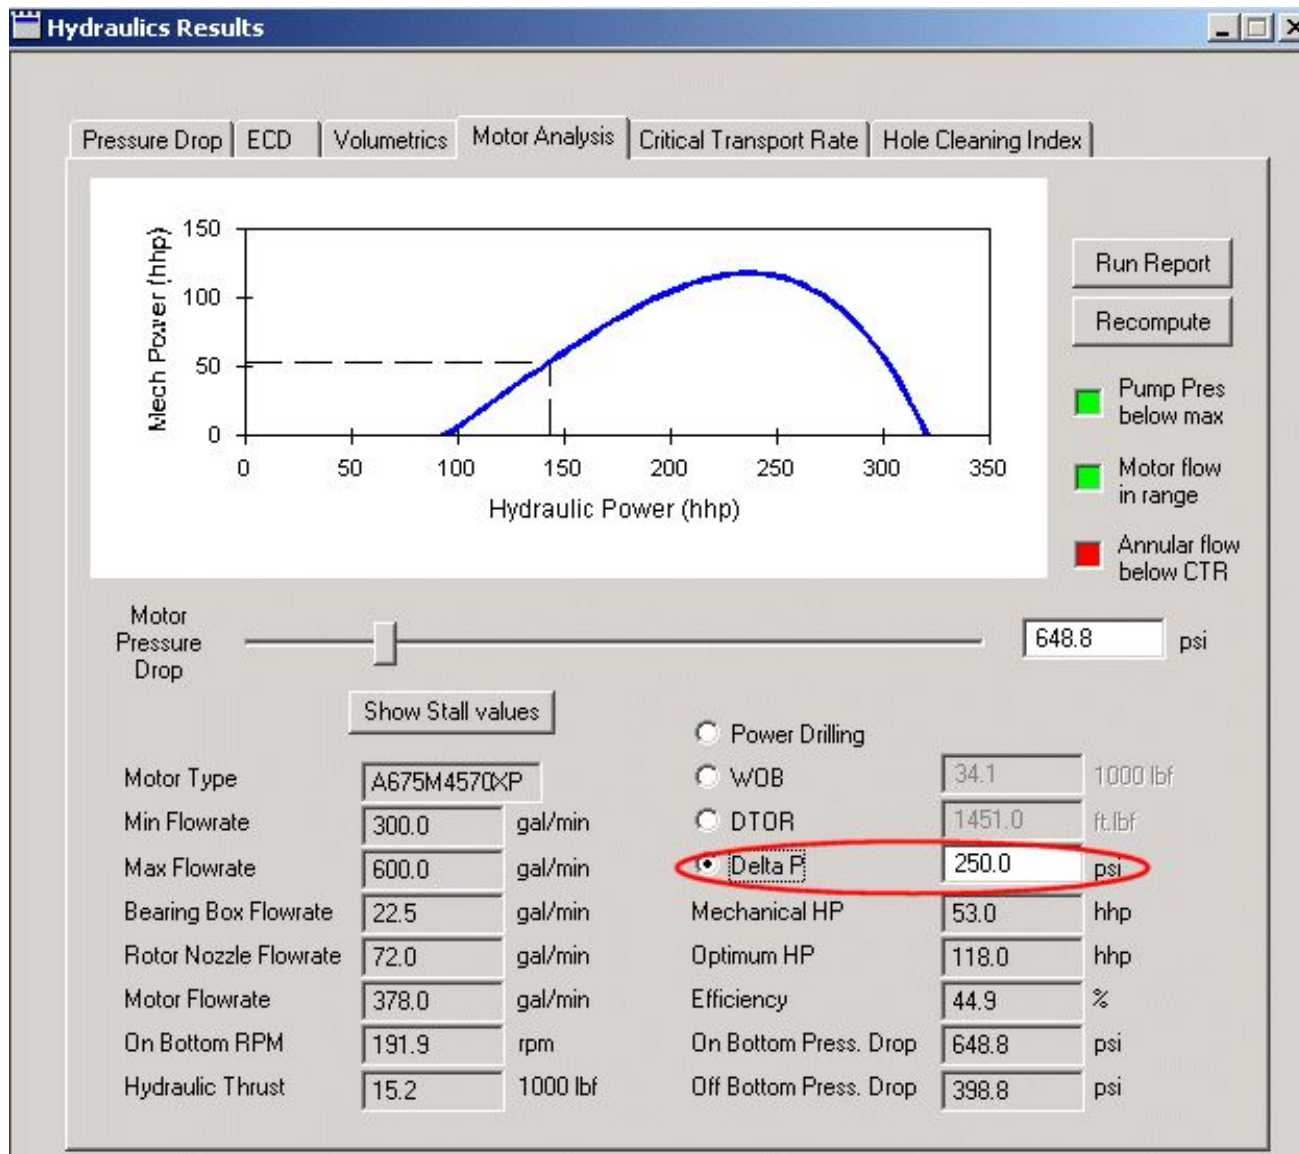 Hydraulics Results
Pressure Drop ECD Volumetrics Motor Analysis Critical Transport Rate Hole Cleaning Index
Mech Power (hhp)
150
100
50
0
0 50 100 150 200 250 300 350
Hydraulic Power (hhp)
Run Report
Recompute
Pump Pres
below max
Motor flow
in range
Annular flow
below CTR
Motor
Pressure
Drop
648.8 psi
Show Stall values
Power Drilling
Motor Type A675M4570XP
WOB 34.1 1000 lbf
Min Flowrate 300.0 gal/min
DTOR 1451.0 ft.lbf
Max Flowrate 600.0 gal/min
Delta P 250.0 psi
Bearing Box Flowrate 22.5 gal/min
Mechanical HP 53.0 hhp
Rotor Nozzle Flowrate 72.0 gal/min
Optimum HP 118.0 hhp
Motor Flowrate 378.0 gal/min
Efficiency 44.9 %
On Bottom RPM 191.9 rpm
On Bottom Press. Drop 648.8 psi
Hydraulic Thrust 15.2 1000 lbf
Off Bottom Press. Drop 398.8 psi